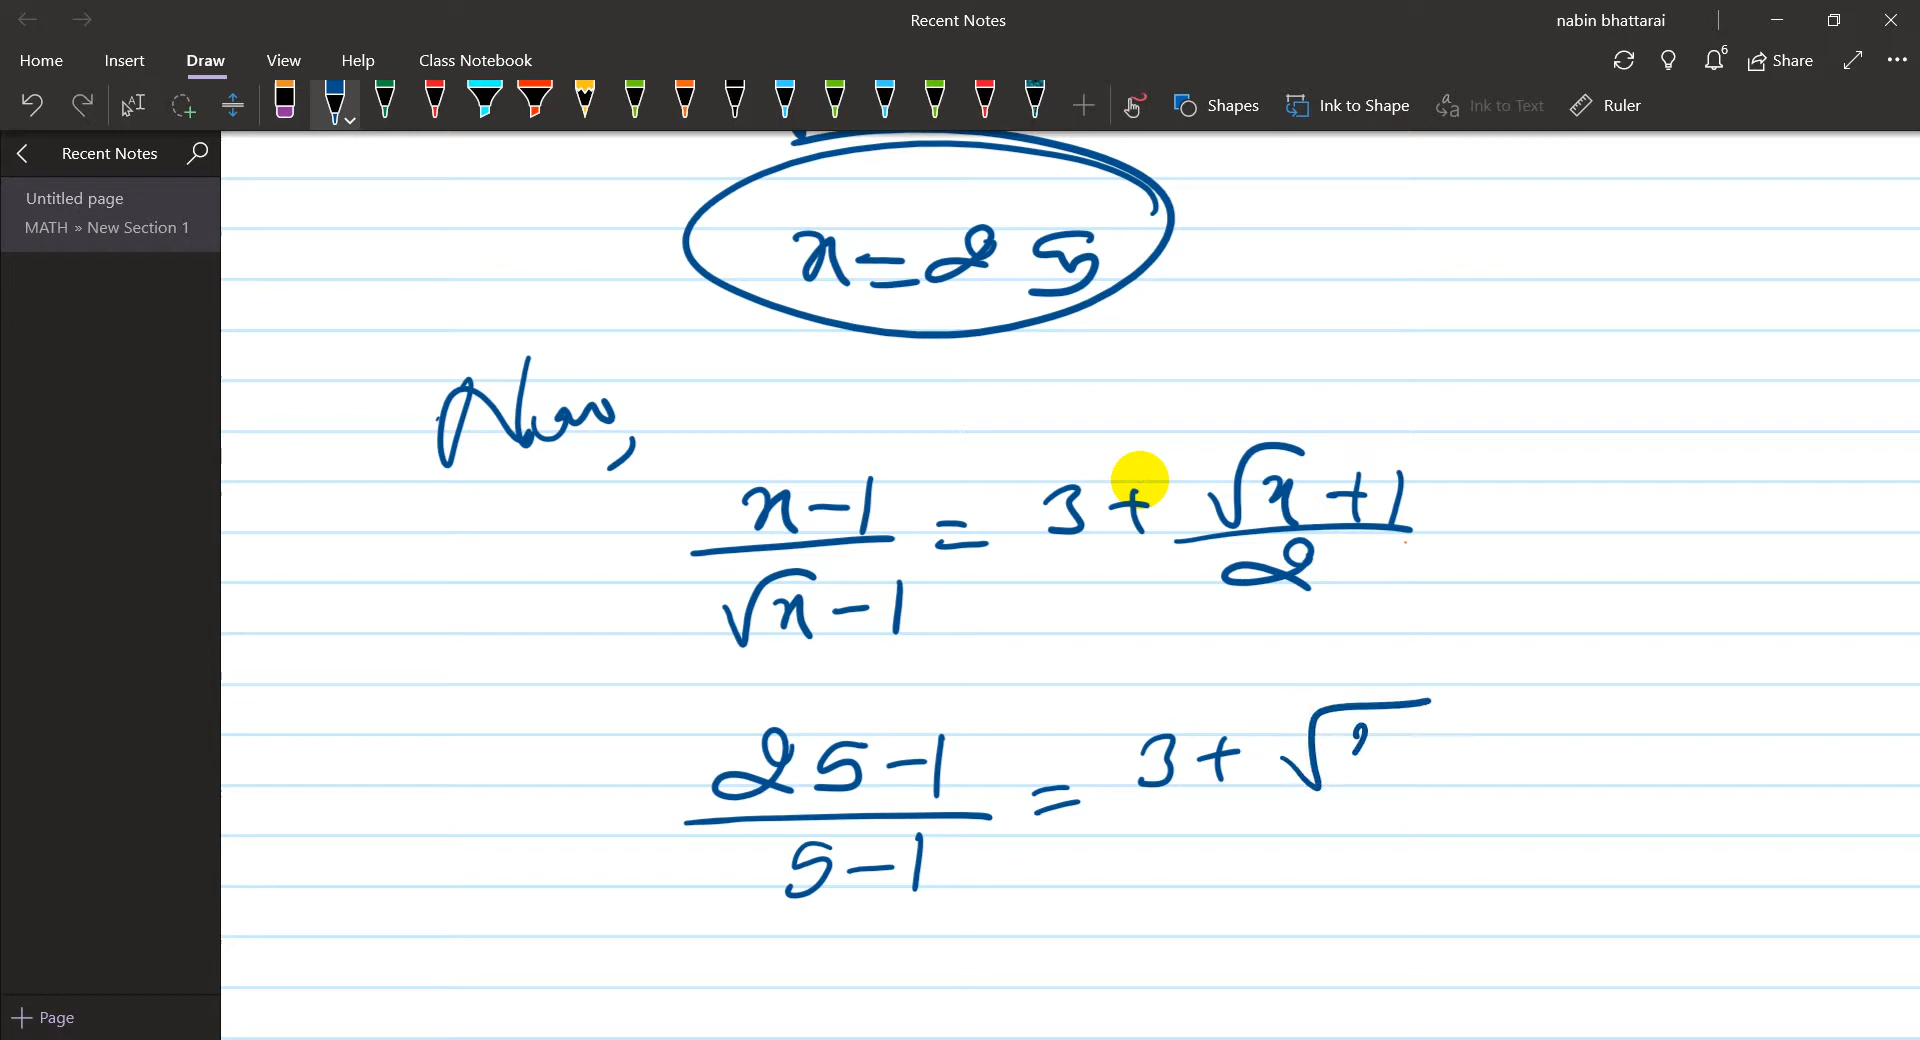 Recent Notes
nabin bhattarai
Home Insert Draw View Help Class Notebook
6
Share
Shapes Ink to Shape Ink to Text Ruler
Recent Notes
Untitled page
MATH » New Section 1
x = 25
Now,
(x-1)/(√x-1) = 3 + (√x+1)/2
(25-1)/(5-1) = 3 + √
Page